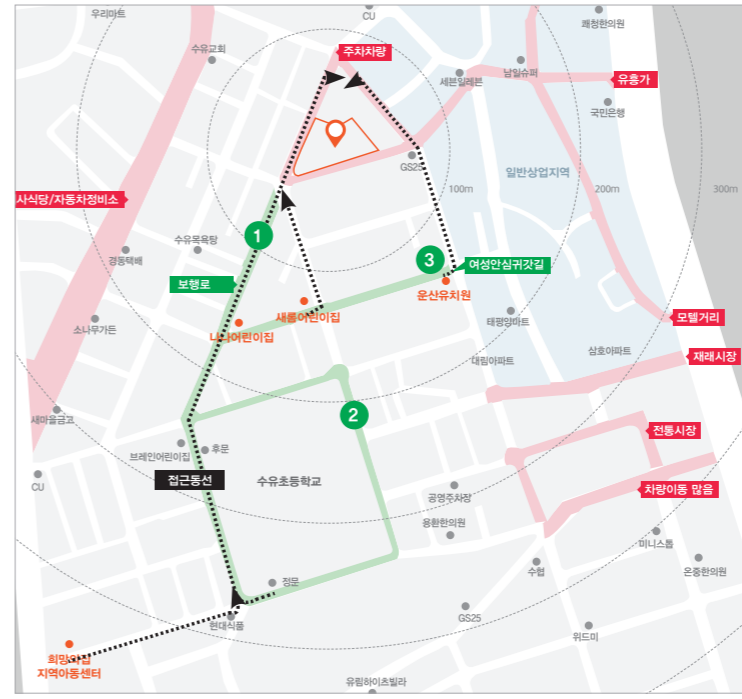 우리마트
CU
쾌청한의원
수유교회
주차차량
세븐일레븐
남일슈퍼
유흥가
국민은행
GS25
일반상업지역
100m
200m
300m
사식당/자동차정비소
1
수유목욕탕
경동택배
3
여성안심귀갓길
보행로
운산유치원
새롬어린이집
나나어린이집
소나무가든
태평양마트
모텔거리
대림아파트
삼호아파트
재래시장
새마을금고
2
전통시장
브레인어린이집
후문
CU
접근동선
수유초등학교
차량이동 많음
공영주차장
용환한의원
미니스톱
수협
온중한의원
정문
현대식품
GS25
위드미
희망의집
지역아동센터
유림하이츠빌라